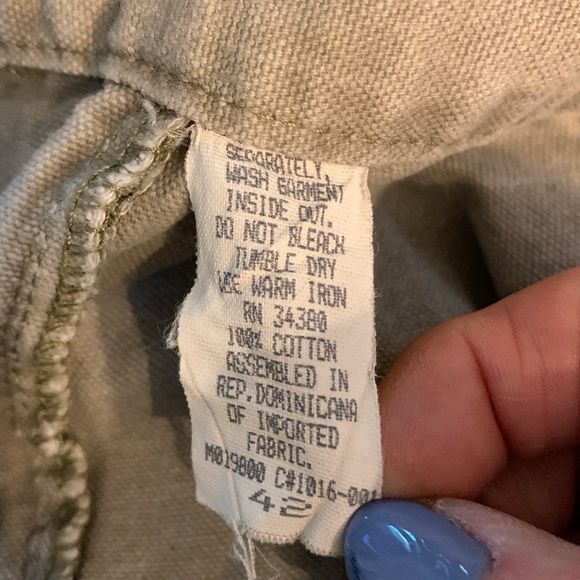 SEPARATELY,
WASH GARMENT
INSIDE OUT.
DO NOT BLEACH
TUMBLE DRY
USE WARM IRON
RN 34380
100% COTTON
ASSEMBLED IN
REP.DOMINICANA
OF IMPORTED
FABRIC.
M019800 C#1016-001
42